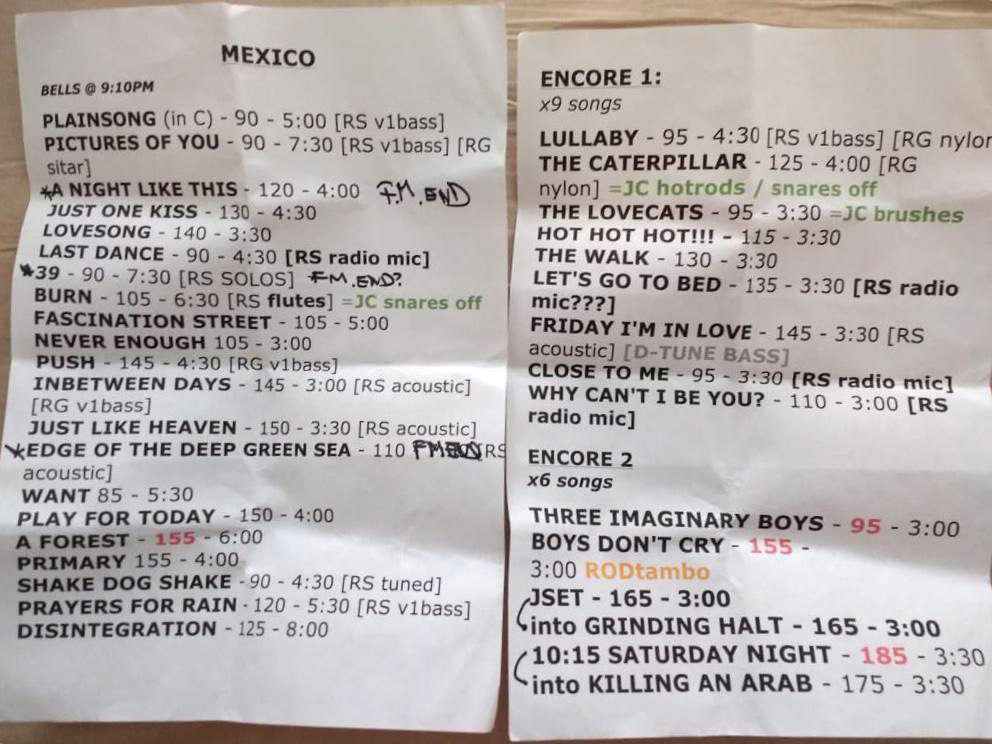 MEXICO
BELLS @ 9:10PM
PLAINSONG (in C) - 90 - 5:00 [RS v1bass]
PICTURES OF YOU - 90 - 7:30 [RS v1bass] [RG
sitar]
*A NIGHT LIKE THIS - 120 - 4:00 F.M. END
JUST ONE KISS - 130 - 4:30
LOVESONG - 140 - 3:30
LAST DANCE - 90 - 4:30 [RS radio mic]
*39 - 90 - 7:30 [RS SOLOS] FM. END?
BURN - 105 - 6:30 [RS flutes] =JC snares off
FASCINATION STREET - 105 - 5:00
NEVER ENOUGH 105 - 3:00
PUSH - 145 - 4:30 [RG v1bass]
INBETWEEN DAYS - 145 - 3:00 [RS acoustic]
[RG v1bass]
JUST LIKE HEAVEN - 150 - 3:30 [RS acoustic]
*EDGE OF THE DEEP GREEN SEA - 110 [RS
acoustic]
WANT 85 - 5:30
PLAY FOR TODAY - 150 - 4:00
A FOREST - 155 - 6:00
PRIMARY 155 - 4:00
SHAKE DOG SHAKE - 90 - 4:30 [RS tuned]
PRAYERS FOR RAIN - 120 - 5:30 [RS v1bass]
DISINTEGRATION - 125 - 8:00
ENCORE 1:
x9 songs
LULLABY - 95 - 4:30 [RS v1bass] [RG nylor
THE CATERPILLAR - 125 - 4:00 [RG
nylon] =JC hotrods / snares off
THE LOVECATS - 95 - 3:30 =JC brushes
HOT HOT HOT!!! - 115 - 3:30
THE WALK - 130 - 3:30
LET'S GO TO BED - 135 - 3:30 [RS radio
mic???]
FRIDAY I'M IN LOVE - 145 - 3:30 [RS
acoustic] [D-TUNE BASS]
CLOSE TO ME - 95 - 3:30 [RS radio mic]
WHY CAN'T I BE YOU? - 110 - 3:00 [RS
radio mic]
ENCORE 2
x6 songs
THREE IMAGINARY BOYS - 95 - 3:00
BOYS DON'T CRY - 155 -
3:00 RODtambo
JSET - 165 - 3:00
into GRINDING HALT - 165 - 3:00
10:15 SATURDAY NIGHT - 185 - 3:30
into KILLING AN ARAB - 175 - 3:30